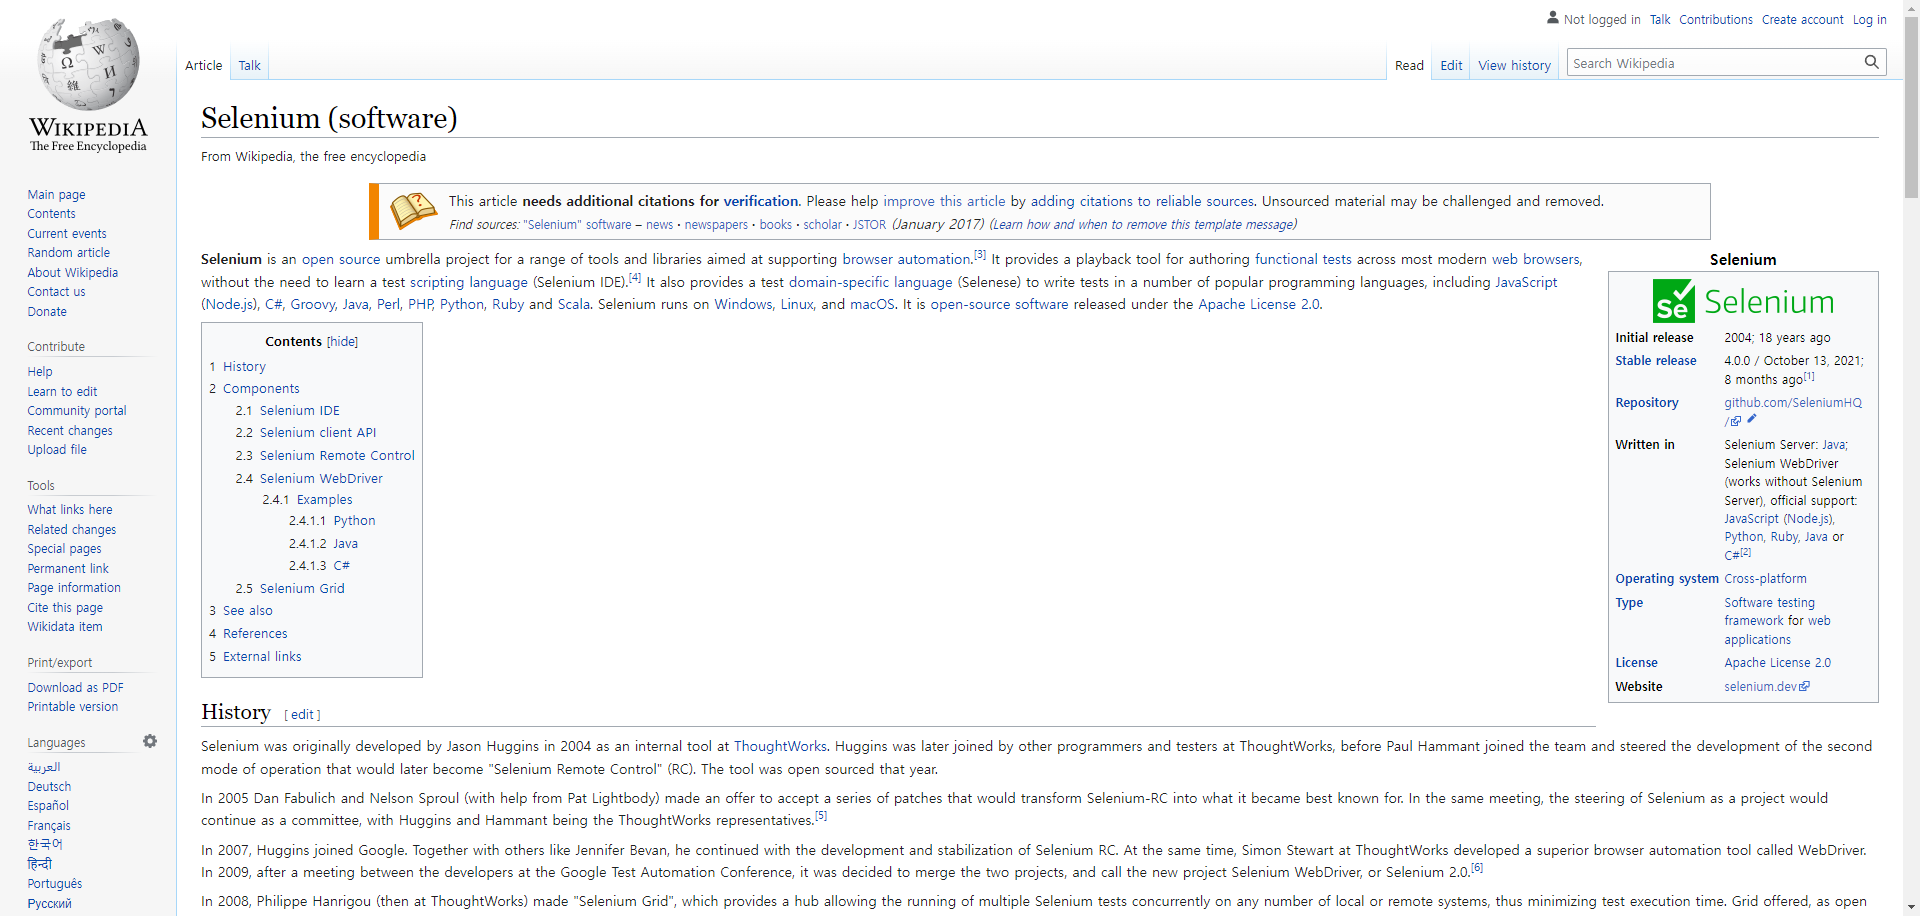 Not logged in Talk Contributions Create account Log in
Article Talk Read Edit View history Search Wikipedia
WIKIPEDIA
The Free Encyclopedia
Main page
Contents
Current events
Random article
About Wikipedia
Contact us
Donate
Contribute
Help
Learn to edit
Community portal
Recent changes
Upload file
Tools
What links here
Related changes
Special pages
Permanent link
Page information
Cite this page
Wikidata item
Print/export
Download as PDF
Printable version
Languages
العربية
Deutsch
Español
Français
한국어
हिन्दी
Português
Русский
Selenium (software)
From Wikipedia, the free encyclopedia
This article needs additional citations for verification. Please help improve this article by adding citations to reliable sources. Unsourced material may be challenged and removed.
Find sources: "Selenium" software – news · newspapers · books · scholar · JSTOR (January 2017) (Learn how and when to remove this template message)
Selenium is an open source umbrella project for a range of tools and libraries aimed at supporting browser automation.[3] It provides a playback tool for authoring functional tests across most modern web browsers,
without the need to learn a test scripting language (Selenium IDE).[4] It also provides a test domain-specific language (Selenese) to write tests in a number of popular programming languages, including JavaScript
(Node.js), C#, Groovy, Java, Perl, PHP, Python, Ruby and Scala. Selenium runs on Windows, Linux, and macOS. It is open-source software released under the Apache License 2.0.
Contents [hide]
1 History
2 Components
2.1 Selenium IDE
2.2 Selenium client API
2.3 Selenium Remote Control
2.4 Selenium WebDriver
2.4.1 Examples
2.4.1.1 Python
2.4.1.2 Java
2.4.1.3 C#
2.5 Selenium Grid
3 See also
4 References
5 External links
Selenium
Se Selenium
Initial release 2004; 18 years ago
Stable release 4.0.0 / October 13, 2021;
8 months ago[1]
Repository github.com/SeleniumHQ
/
Written in Selenium Server: Java;
Selenium WebDriver
(works without Selenium
Server), official support:
JavaScript (Node.js),
Python, Ruby, Java or
C#[2]
Operating system Cross-platform
Type Software testing
framework for web
applications
License Apache License 2.0
Website selenium.dev
History [ edit ]
Selenium was originally developed by Jason Huggins in 2004 as an internal tool at ThoughtWorks. Huggins was later joined by other programmers and testers at ThoughtWorks, before Paul Hammant joined the team and steered the development of the second
mode of operation that would later become "Selenium Remote Control" (RC). The tool was open sourced that year.
In 2005 Dan Fabulich and Nelson Sproul (with help from Pat Lightbody) made an offer to accept a series of patches that would transform Selenium-RC into what it became best known for. In the same meeting, the steering of Selenium as a project would
continue as a committee, with Huggins and Hammant being the ThoughtWorks representatives.[5]
In 2007, Huggins joined Google. Together with others like Jennifer Bevan, he continued with the development and stabilization of Selenium RC. At the same time, Simon Stewart at ThoughtWorks developed a superior browser automation tool called WebDriver.
In 2009, after a meeting between the developers at the Google Test Automation Conference, it was decided to merge the two projects, and call the new project Selenium WebDriver, or Selenium 2.0.[6]
In 2008, Philippe Hanrigou (then at ThoughtWorks) made "Selenium Grid", which provides a hub allowing the running of multiple Selenium tests concurrently on any number of local or remote systems, thus minimizing test execution time. Grid offered, as open